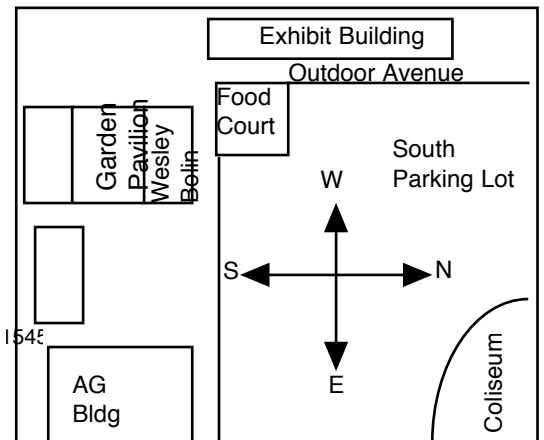 Exhibit Building
Outdoor Avenue
Food
Court
Garden
Pavilion
Wesley
Bolin
South
Parking Lot
W
S
N
E
AG
Bldg
Coliseum